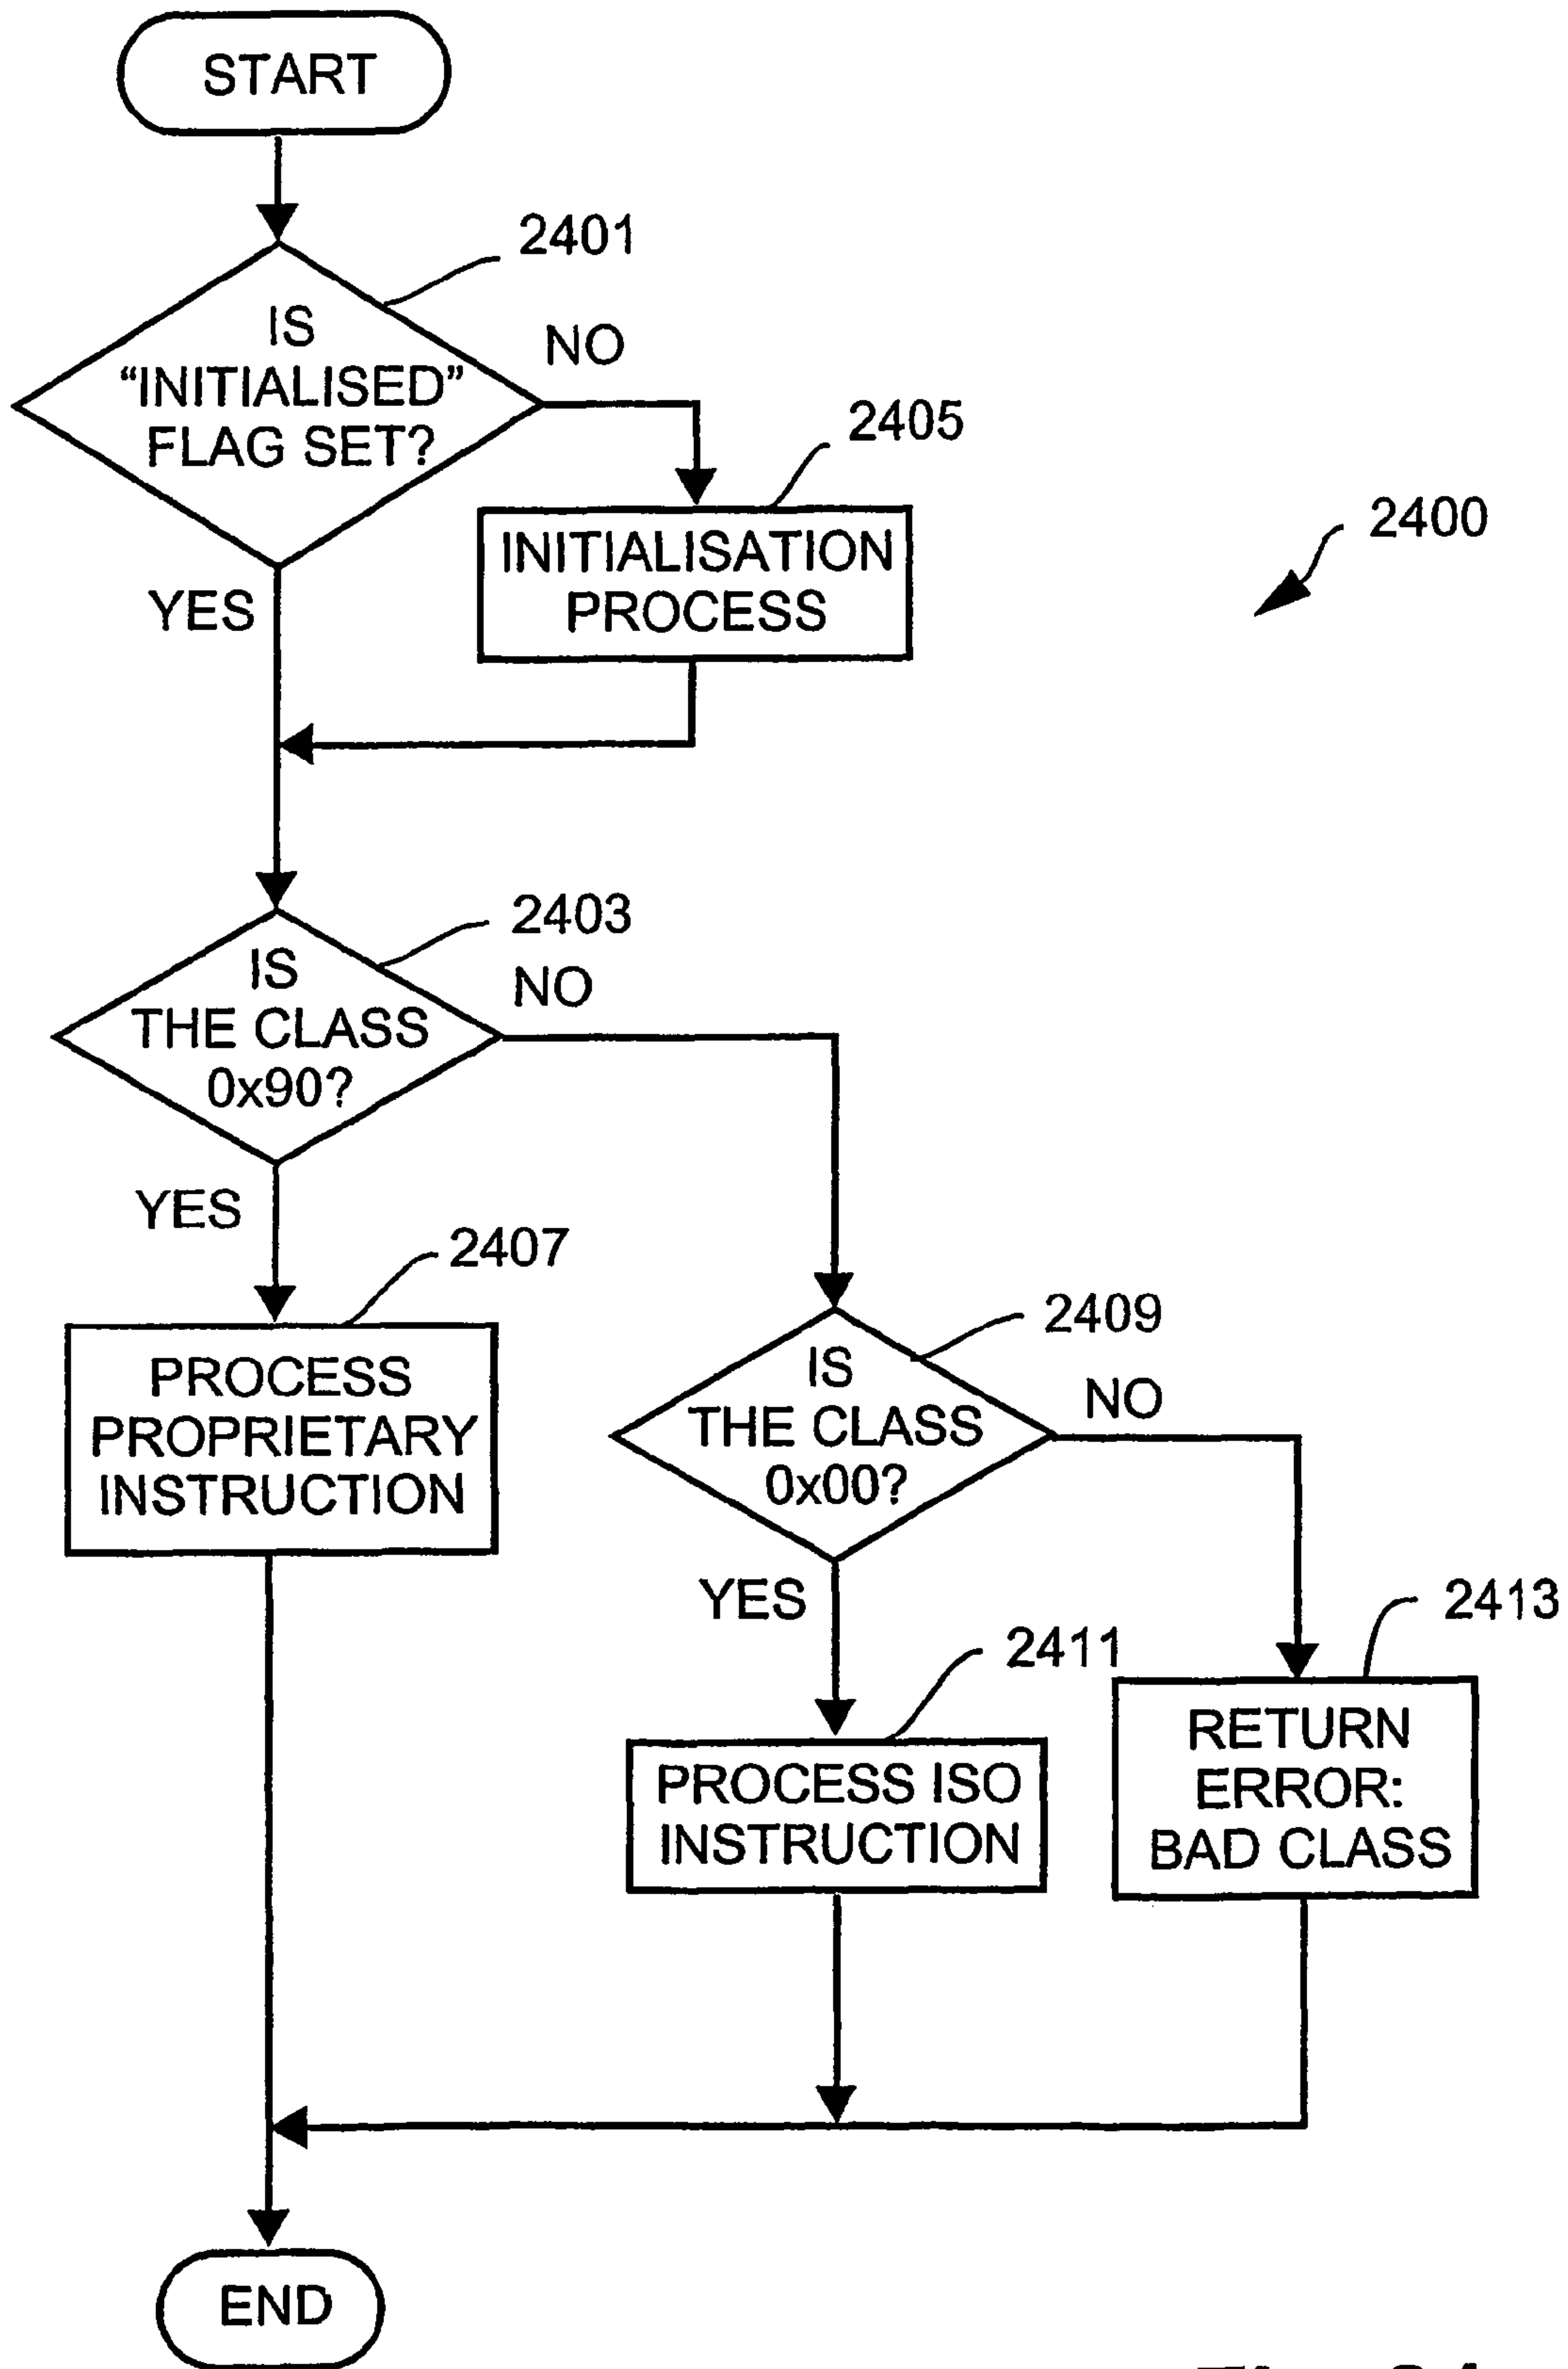 START
2401
IS
“INITIALISED”
FLAG SET?
NO
2405
INITIALISATION
PROCESS
2400
YES
2403
IS
THE CLASS
0x90?
NO
YES
2407
PROCESS
PROPRIETARY
INSTRUCTION
2409
IS
THE CLASS
0x00?
NO
YES
2411
PROCESS ISO
INSTRUCTION
2413
RETURN
ERROR:
BAD CLASS
END